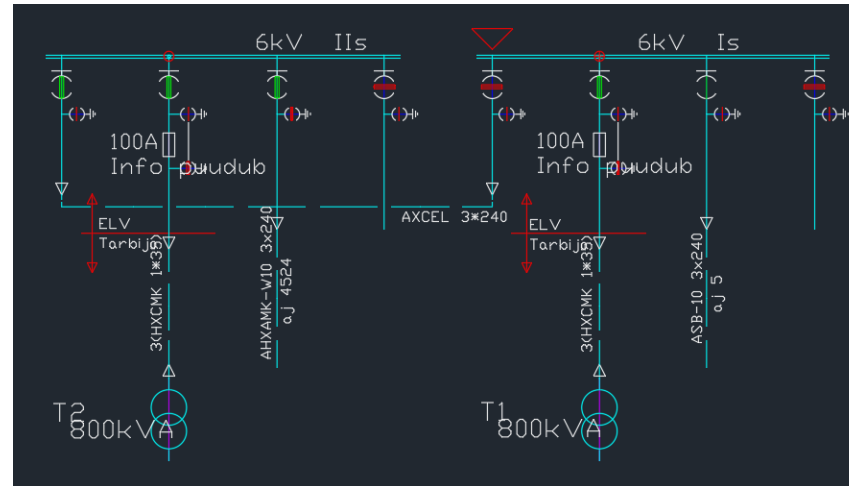 6kV IIs
6kV Is
100A
Info puudub
100A
Info puudub
AXCEL 3*240
ELV
Tarbija
ELV
Tarbija
3(HXCMK 1*35)
AHXAMK-W10 3x240
aj 4524
3(HXCMK 1*35)
ASB-10 3x240
aj 5
T2
800kVA
T1
800kVA